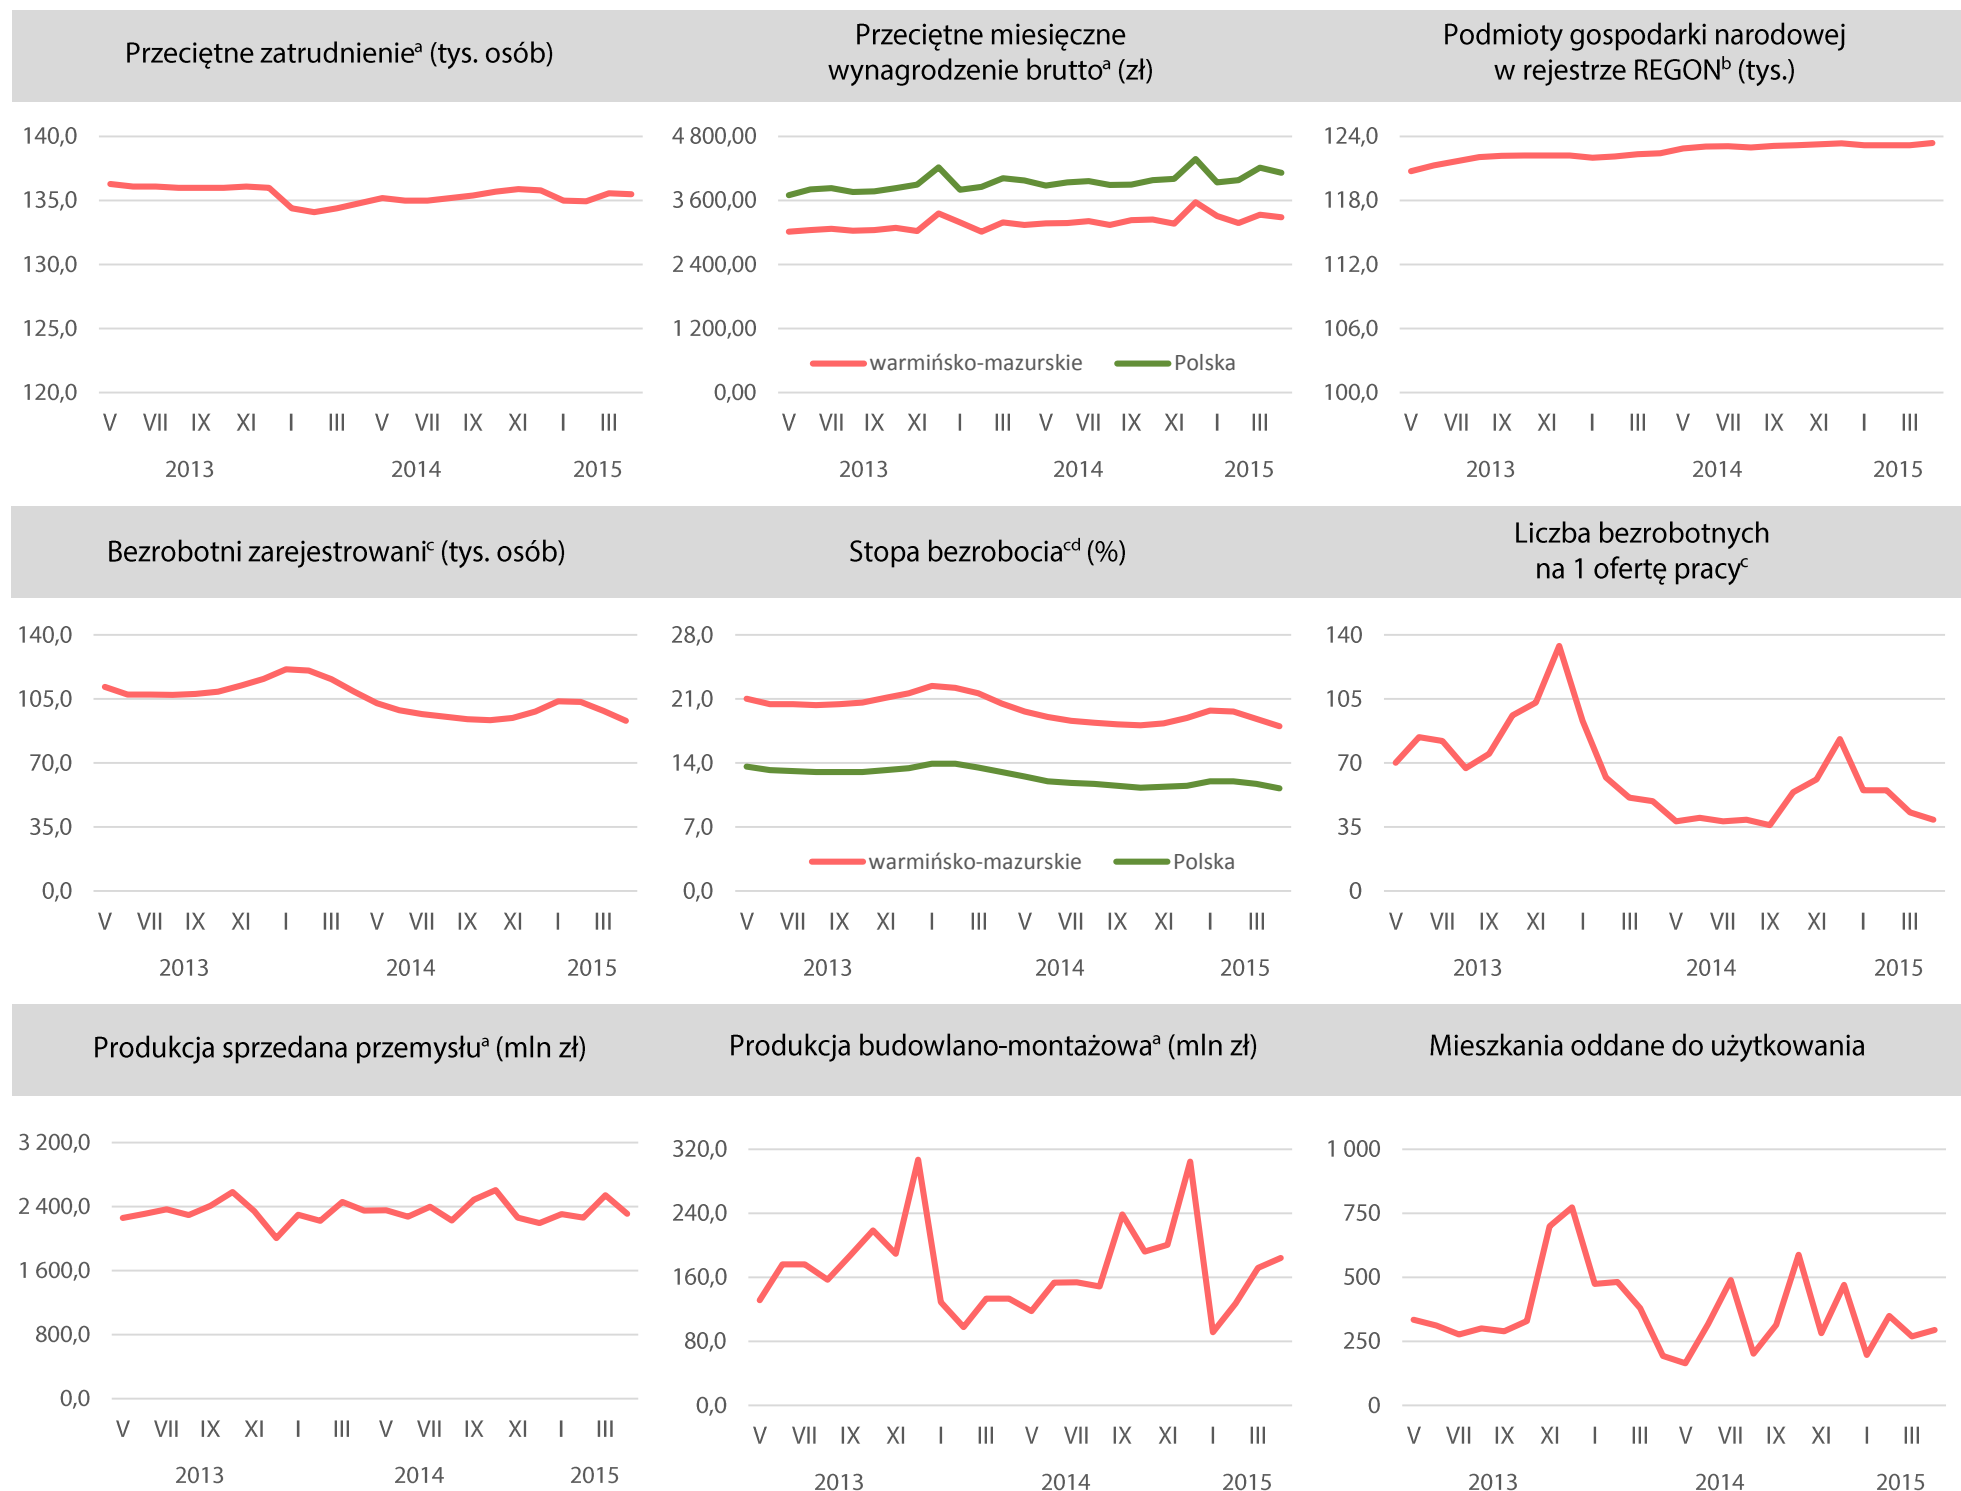 Przeciętne zatrudnienieᵃ (tys. osób)
Przeciętne miesięczne
wynagrodzenie bruttoᵃ (zł)
Podmioty gospodarki narodowej
w rejestrze REGONᵇ (tys.)
140,0
135,0
130,0
125,0
120,0
V VII IX XI I III V VII IX XI I III
2013 2014 2015
4 800,00
3 600,00
2 400,00
1 200,00
0,00
warmińsko-mazurskie Polska
V VII IX XI I III V VII IX XI I III
2013 2014 2015
124,0
118,0
112,0
106,0
100,0
V VII IX XI I III V VII IX XI I III
2013 2014 2015
Bezrobotni zarejestrowaniᶜ (tys. osób)
Stopa bezrobociaᶜᵈ (%)
Liczba bezrobotnych
na 1 ofertę pracyᶜ
140,0
105,0
70,0
35,0
0,0
V VII IX XI I III V VII IX XI I III
2013 2014 2015
28,0
21,0
14,0
7,0
0,0
warmińsko-mazurskie Polska
V VII IX XI I III V VII IX XI I III
2013 2014 2015
140
105
70
35
0
V VII IX XI I III V VII IX XI I III
2013 2014 2015
Produkcja sprzedana przemysłuᵃ (mln zł)
Produkcja budowlano-montażowaᵃ (mln zł)
Mieszkania oddane do użytkowania
3 200,0
2 400,0
1 600,0
800,0
0,0
V VII IX XI I III V VII IX XI I III
2013 2014 2015
320,0
240,0
160,0
80,0
0,0
V VII IX XI I III V VII IX XI I III
2013 2014 2015
1 000
750
500
250
0
V VII IX XI I III V VII IX XI I III
2013 2014 2015